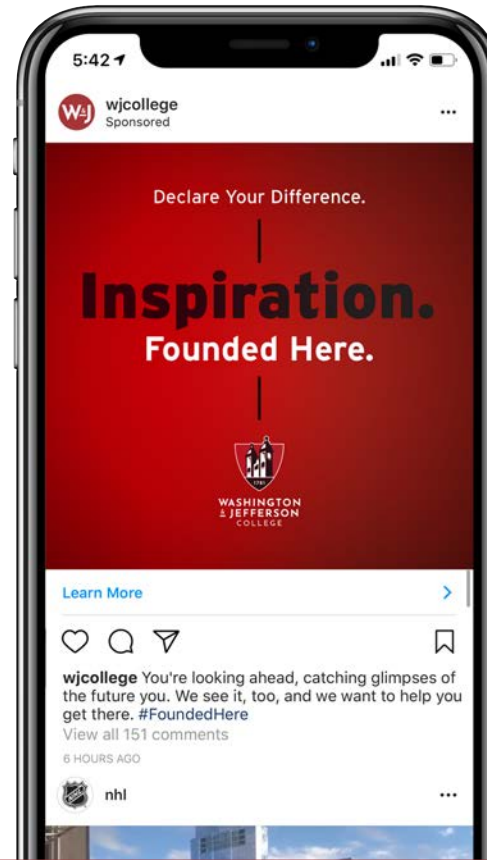 5:42
W&J
wjcollege
Sponsored
Declare Your Difference.
Inspiration.
Founded Here.
1781
WASHINGTON
& JEFFERSON
COLLEGE
Learn More
wjcollege You're looking ahead, catching glimpses of
the future you. We see it, too, and we want to help you
get there. #FoundedHere
View all 151 comments
6 HOURS AGO
NHL
nhl